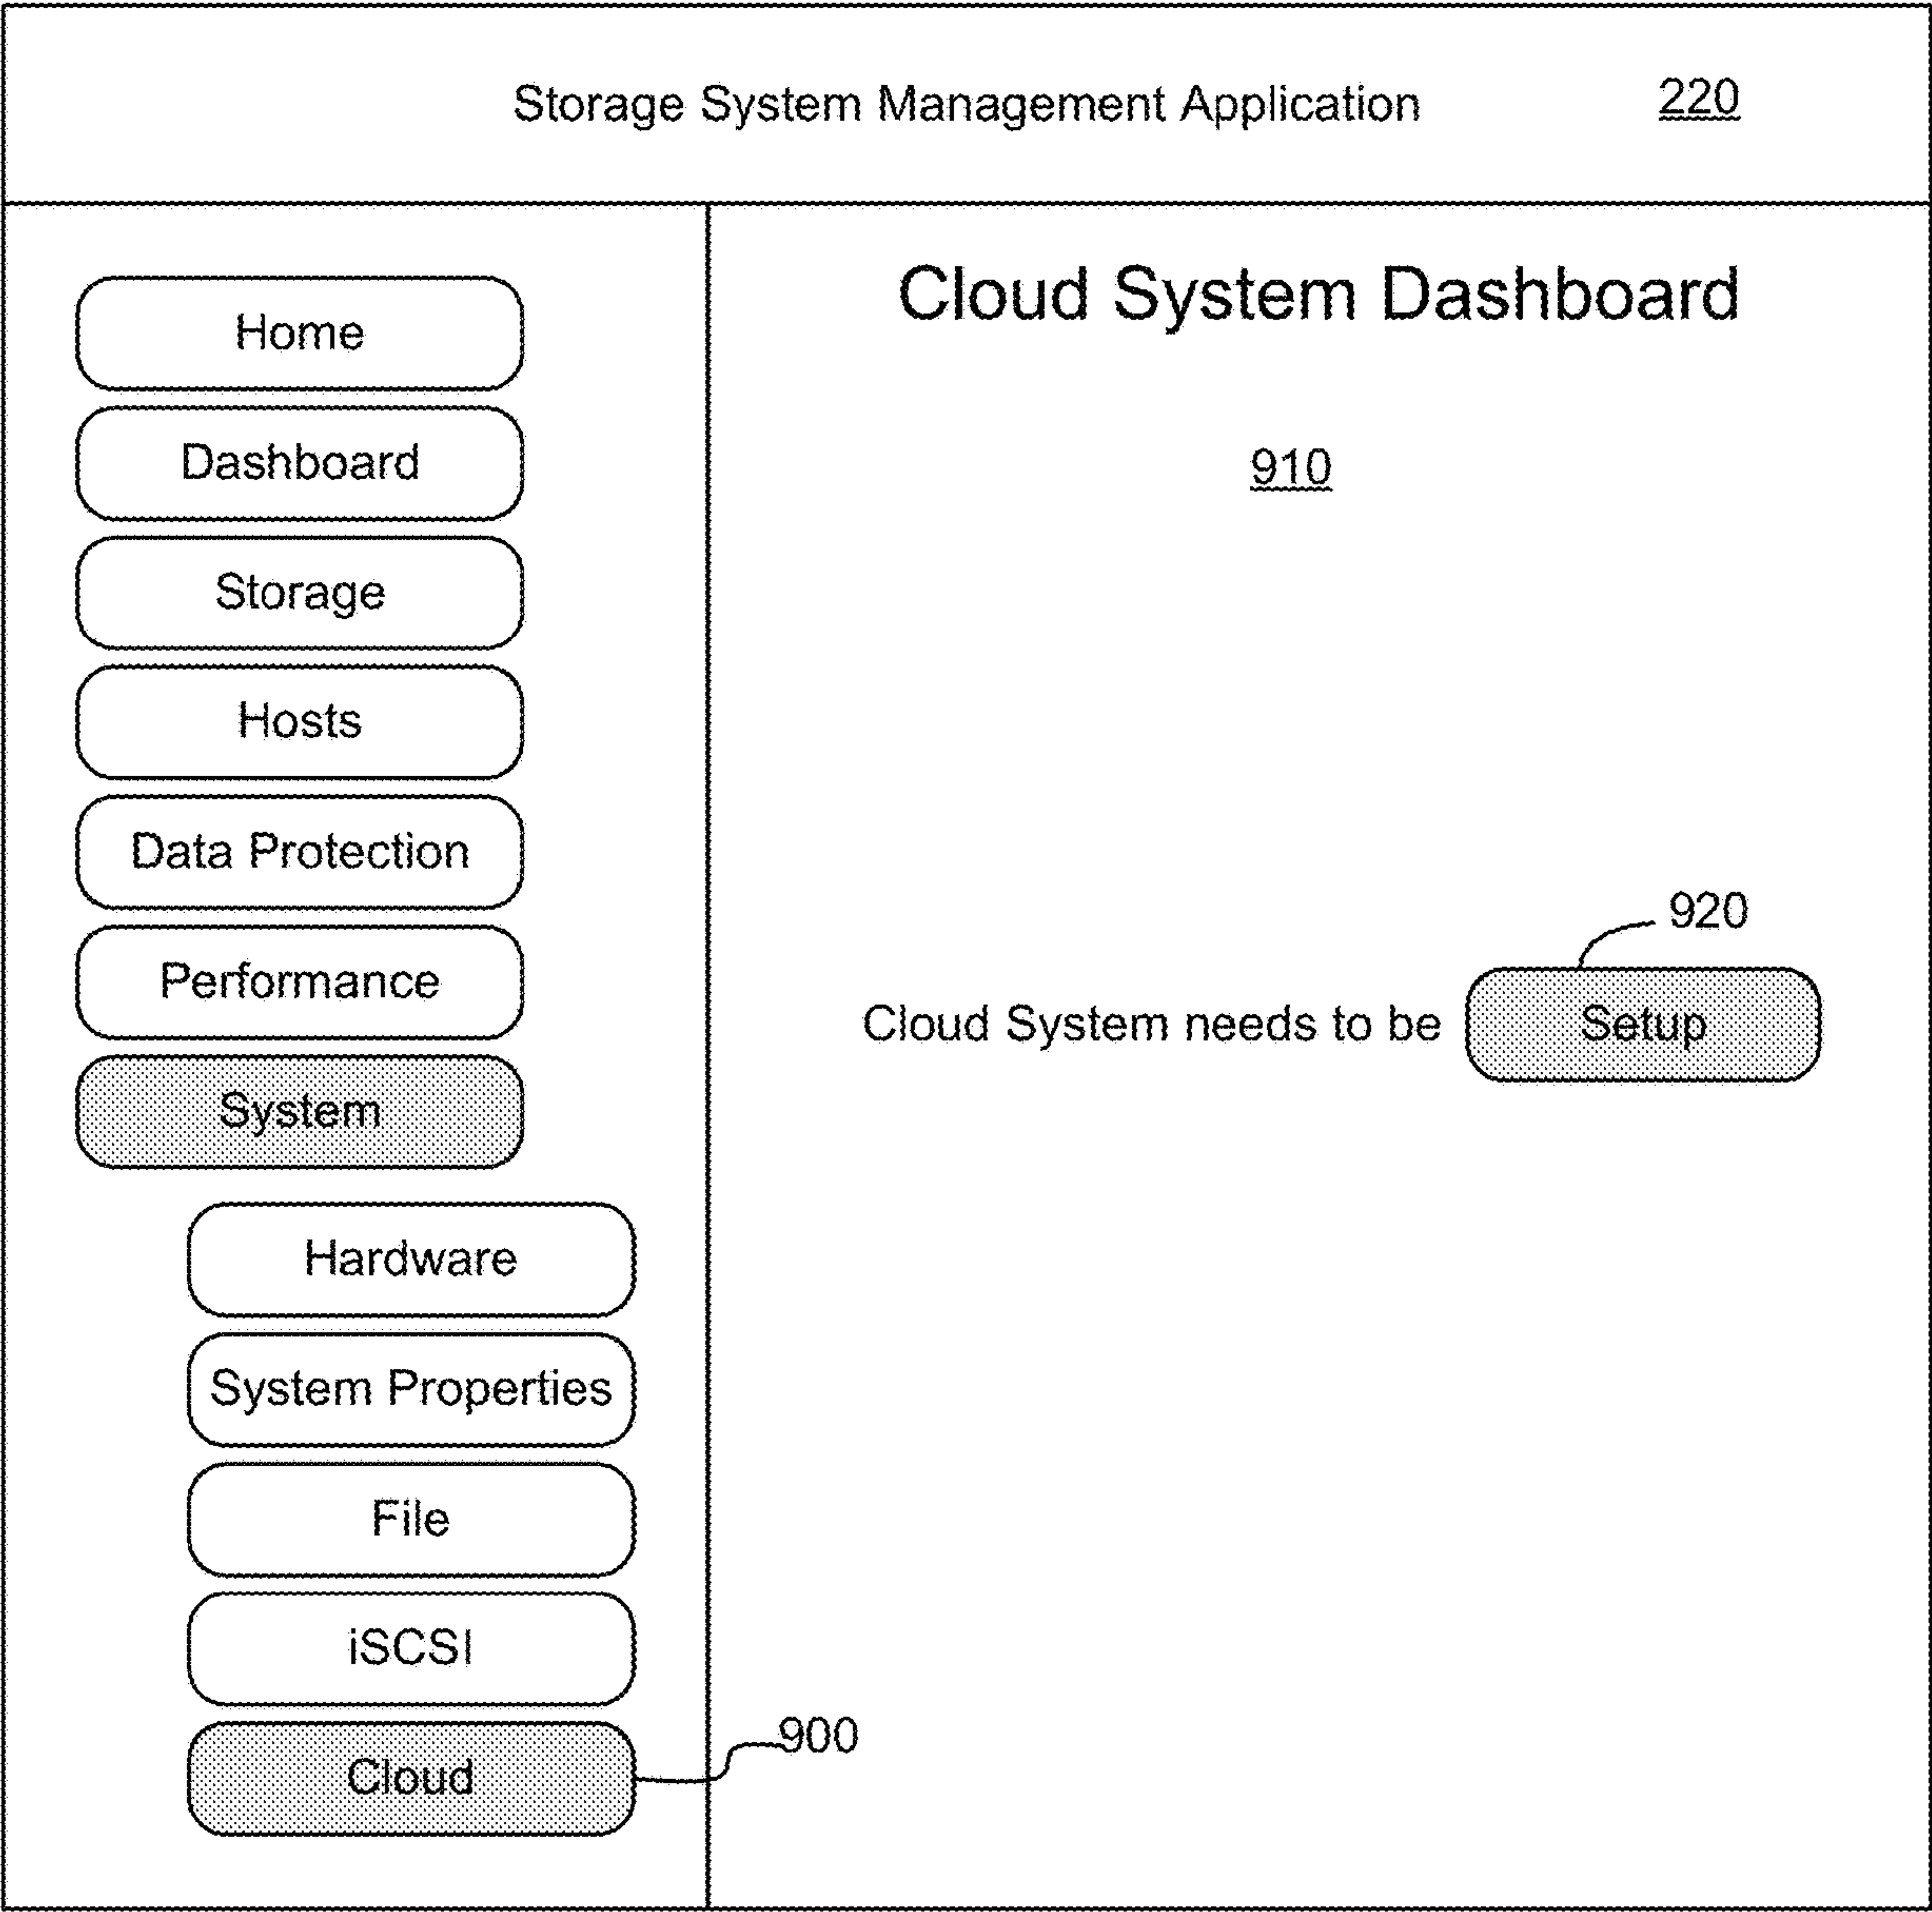 Storage System Management Application 220
Home
Dashboard
Storage
Hosts
Data Protection
Performance
System
Hardware
System Properties
File
iSCSI
Cloud
900
Cloud System Dashboard
910
920
Cloud System needs to be Setup